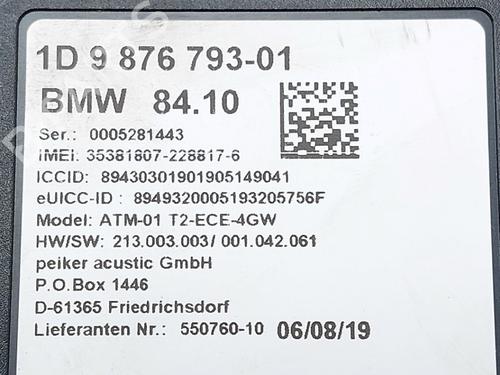 1D 9 876 793-01
BMW 84.10
Ser.: 0005281443
IMEI: 35381807-228817-6
ICCID: 89430301901905149041
eUICC-ID : 8949320005193205756F
Model: ATM-01 T2-ECE-4GW
HW/SW: 213.003.003/ 001.042.061
peiker acustic GmbH
P.O.Box 1446
D-61365 Friedrichsdorf
Lieferanten Nr.: 550760-10 06/08/19